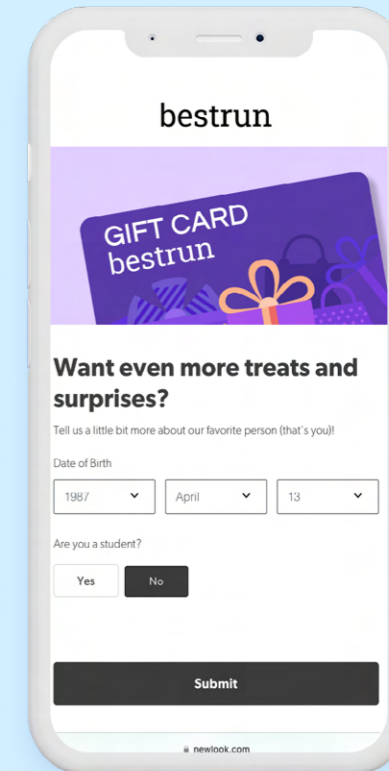 bestrun
GIFT CARD
bestrun
Want even more treats and
surprises?
Tell us a little bit more about our favorite person (that's you)!
Date of Birth
1987 April 13
Are you a student?
Yes No
Submit
newlook.com